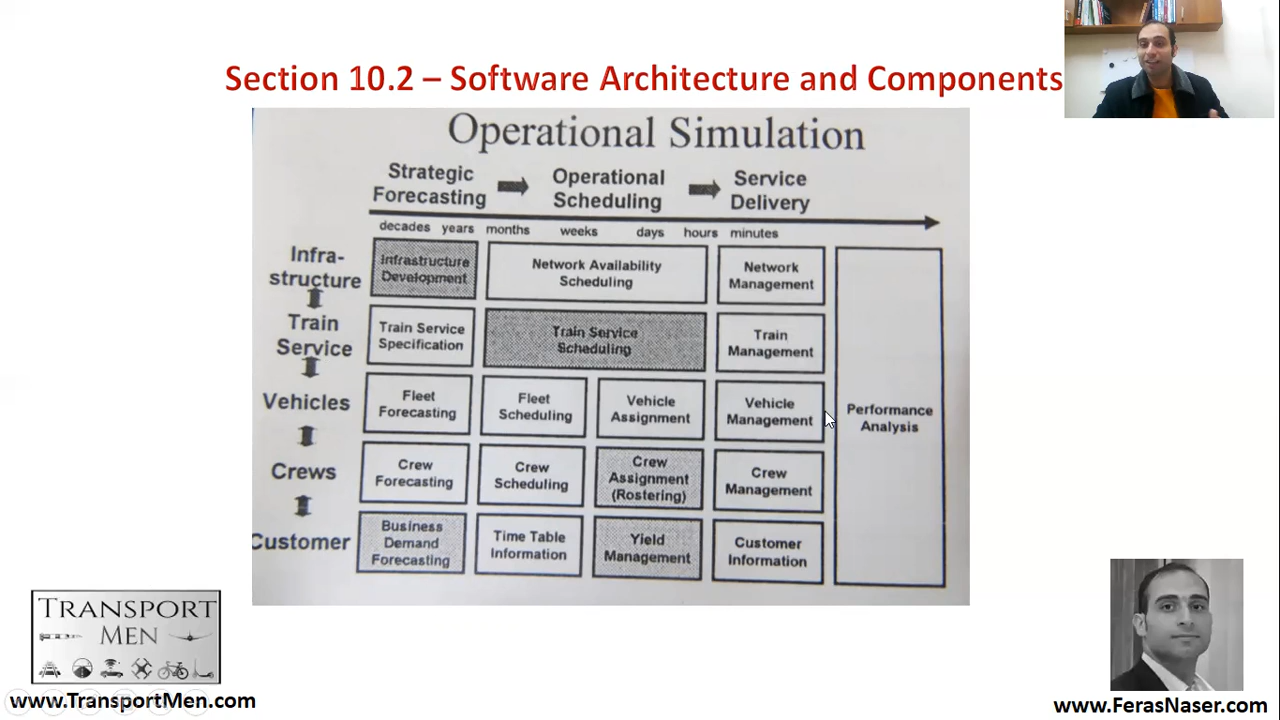 Section 10.2 – Software Architecture and Components
Operational Simulation
Strategic
Forecasting
Operational
Scheduling
Service
Delivery
decades years months weeks days hours minutes
Infra-
structure
Infrastructure
Development
Network Availability
Scheduling
Network
Management
Train
Service
Train Service
Specification
Train Service
Scheduling
Train
Management
Vehicles
Fleet
Forecasting
Fleet
Scheduling
Vehicle
Assignment
Vehicle
Management
Performance
Analysis
Crews
Crew
Forecasting
Crew
Scheduling
Crew
Assignment
(Rostering)
Crew
Management
Customer
Business
Demand
Forecasting
Time Table
Information
Yield
Management
Customer
Information
TRANSPORT
MEN
www.TransportMen.com
www.FerasNaser.com